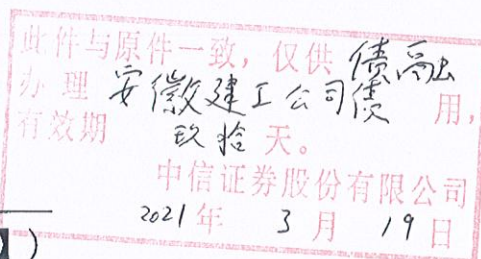 此件与原件一致，仅供 债融
办理 安徽建工公司债 用，
有效期 玖拾 天。
中信证券股份有限公司
2021年 3月 19日